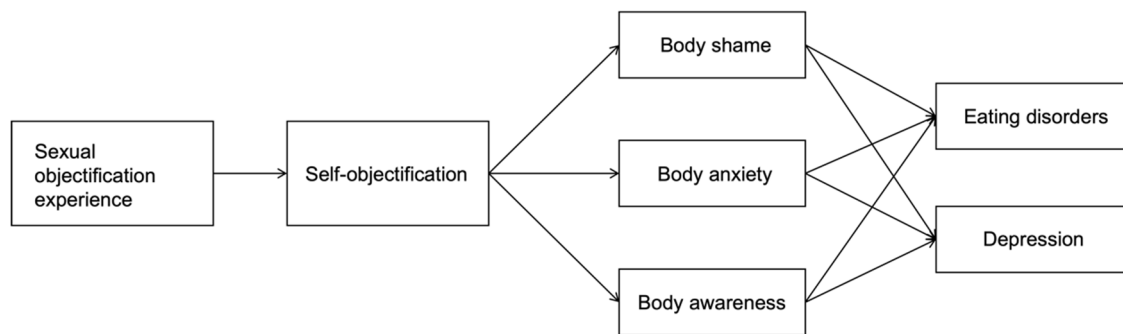 Sexual
objectification
experience
Self-objectification
Body shame
Body anxiety
Body awareness
Eating disorders
Depression